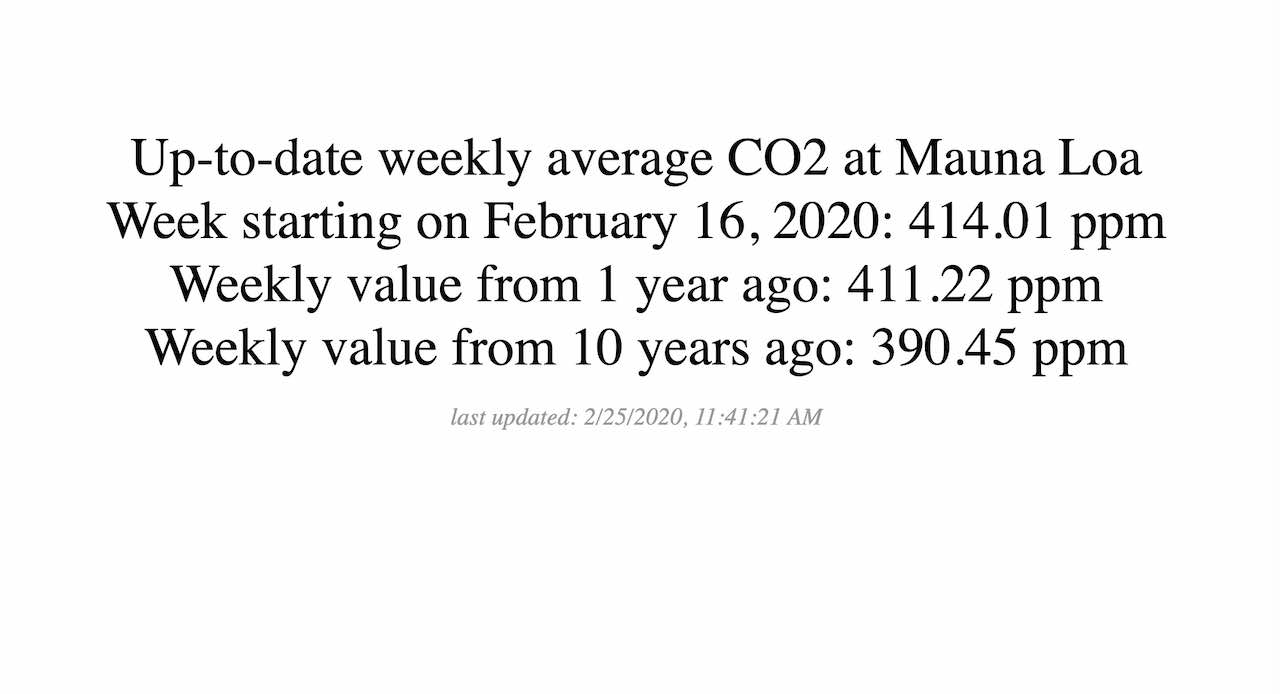 Up-to-date weekly average CO2 at Mauna Loa
Week starting on February 16, 2020: 414.01 ppm
Weekly value from 1 year ago: 411.22 ppm
Weekly value from 10 years ago: 390.45 ppm
last updated: 2/25/2020, 11:41:21 AM